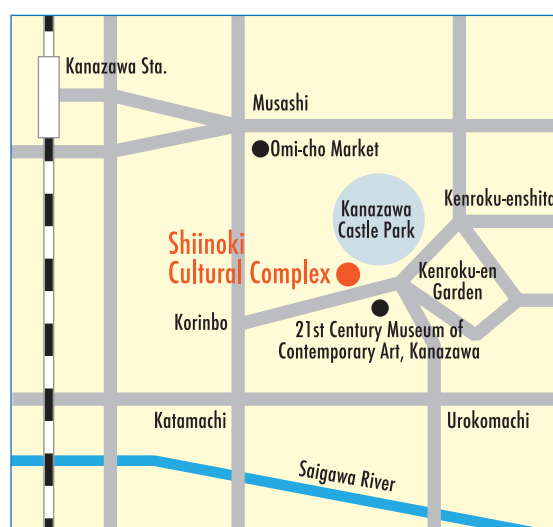 Kanazawa Sta.
Musashi
Omi-cho Market
Kenroku-enshita
Kanazawa
Castle Park
Shiinoki
Cultural Complex
Kenroku-en
Garden
Korinbo
21st Century Museum of
Contemporary Art, Kanazawa
Katamachi
Urokomachi
Saigawa River